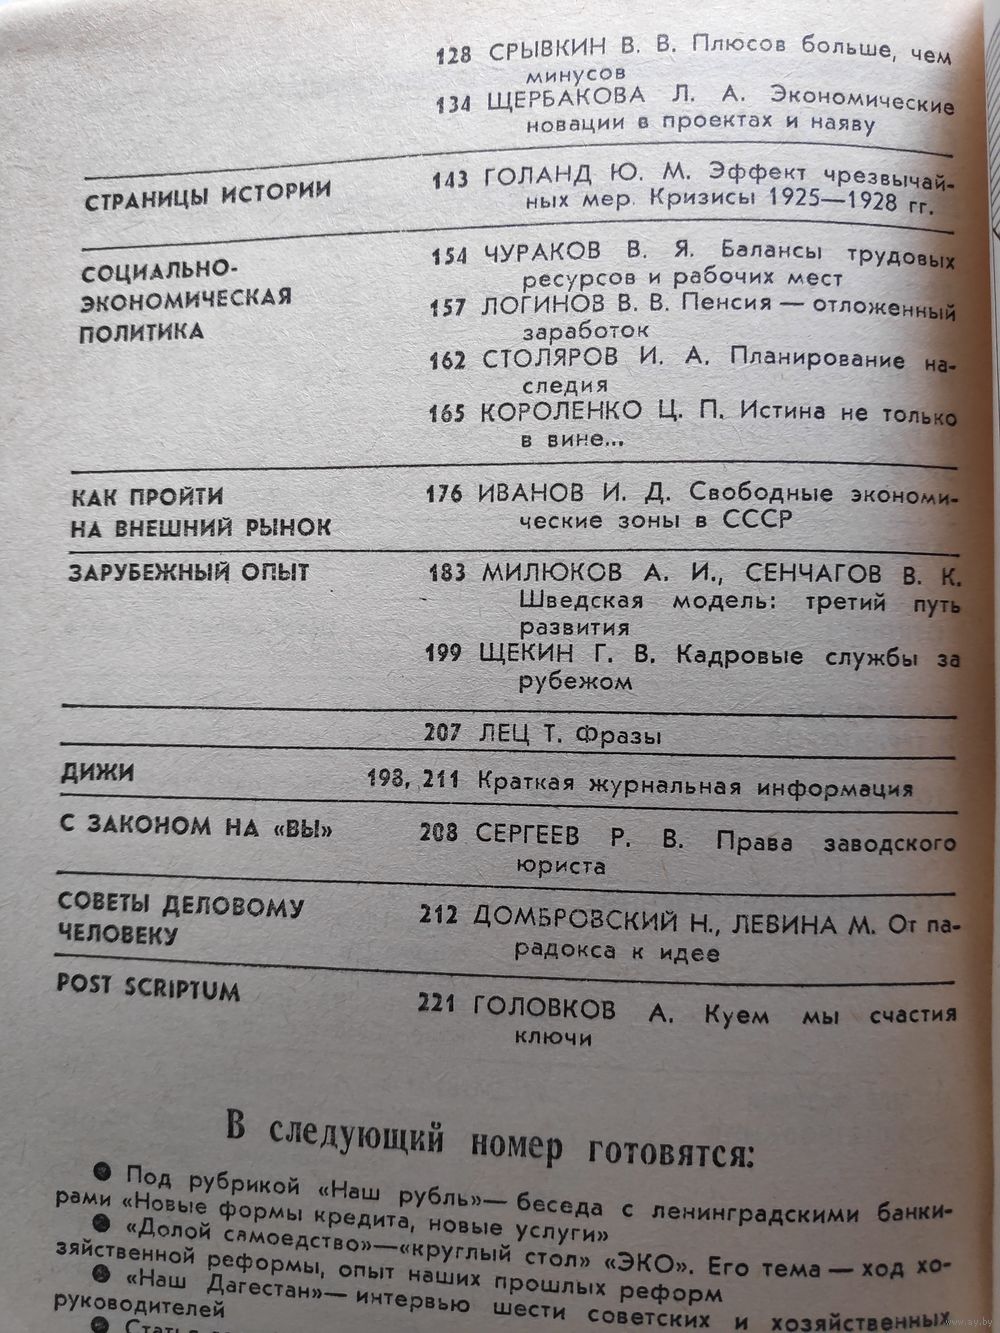 128 СРЫВКИН В. В. Плюсов больше, чем
минусов
134 ЩЕРБАКОВА Л. А. Экономические
новации в проектах и наяву
СТРАНИЦЫ ИСТОРИИ
143 ГОЛАНД Ю. М. Эффект чрезвычай-
ных мер. Кризисы 1925—1928 гг.
СОЦИАЛЬНО-
ЭКОНОМИЧЕСКАЯ
ПОЛИТИКА
154 ЧУРАКОВ В. Я. Балансы трудовых
ресурсов и рабочих мест
157 ЛОГИНОВ В. В. Пенсия — отложенный
заработок
162 СТОЛЯРОВ И. А. Планирование на-
следия
165 КОРОЛЕНКО Ц. П. Истина не только
в вине...
КАК ПРОЙТИ
НА ВНЕШНИЙ РЫНОК
176 ИВАНОВ И. Д. Свободные экономи-
ческие зоны в СССР
ЗАРУБЕЖНЫЙ ОПЫТ
183 МИЛЮКОВ А. И., СЕНЧАГОВ В. К.
Шведская модель: третий путь
развития
199 ЩЕКИН Г. В. Кадровые службы за
рубежом
207 ЛЕЦ Т. Фразы
ДИЖИ
198, 211 Краткая журнальная информация
С ЗАКОНОМ НА «ВЫ»
208 СЕРГЕЕВ Р. В. Права заводского
юриста
СОВЕТЫ ДЕЛОВОМУ
ЧЕЛОВЕКУ
212 ДОМБРОВСКИЙ Н., ЛЕВИНА М. От па-
радокса к идее
POST SCRIPTUM
221 ГОЛОВКОВ А. Куем мы счастия
ключи
В следующий номер готовятся:
● Под рубрикой «Наш рубль»— беседа с ленинградскими банки-
рами «Новые формы кредита, новые услуги»
● «Долой самоедство»—«круглый стол» «ЭКО». Его тема — ход хо-
зяйственной реформы, опыт наших прошлых реформ
● «Наш Дагестан»— интервью шести советских и хозяйственных
руководителей
www.ay.by